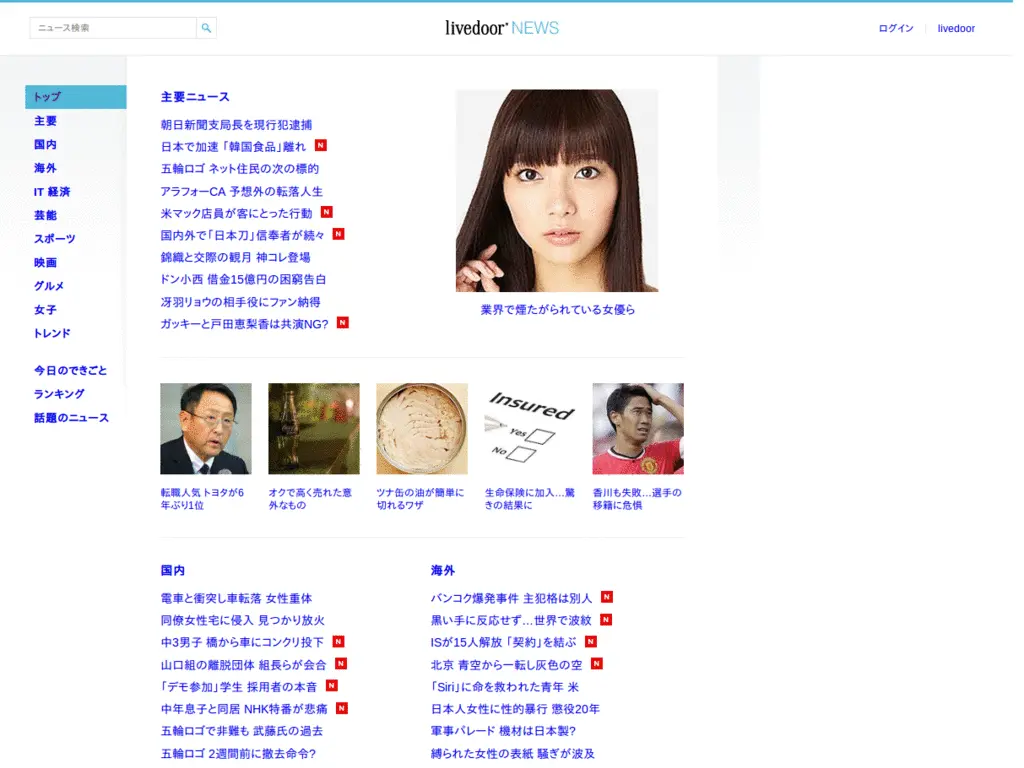 ニュース検索
livedoor NEWS
ログイン
livedoor
トップ
主要
国内
海外
IT 経済
芸能
スポーツ
映画
グルメ
女子
トレンド
今日のできごと
ランキング
話題のニュース
主要ニュース
朝日新聞支局長を現行犯逮捕
日本で加速 「韓国食品」離れ N
五輪ロゴ ネット住民の次の標的
アラフォーCA 予想外の転落人生
米マック店員が客にとった行動 N
国内外で「日本刀」信奉者が続々 N
錦織と交際の観月 神コレ登場
ドン小西 借金15億円の困窮告白
冴羽リョウの相手役にファン納得
ガッキーと戸田恵梨香は共演NG? N
業界で煙たがられている女優ら
Insured
Yes
No
転職人気 トヨタが6
年ぶり1位
オクで高く売れた意
外なもの
ツナ缶の油が簡単に
切れるワザ
生命保険に加入…驚
きの結果に
香川も失敗…選手の
移籍に危惧
国内
電車と衝突し車転落 女性重体
同僚女性宅に侵入 見つかり放火
中3男子 橋から車にコンクリ投下 N
山口組の離脱団体 組長らが会合 N
「デモ参加」学生 採用者の本音 N
中年息子と同居 NHK特番が悲痛 N
五輪ロゴで非難も 武藤氏の過去
五輪ロゴ 2週間前に撤去命令?
海外
バンコク爆発事件 主犯格は別人 N
黒い手に反応せず…世界で波紋 N
ISが15人解放 「契約」を結ぶ N
北京 青空から一転し灰色の空 N
「Siri」に命を救われた青年 米
日本人女性に性的暴行 懲役20年
軍事パレード 機材は日本製?
縛られた女性の表紙 騒ぎが波及